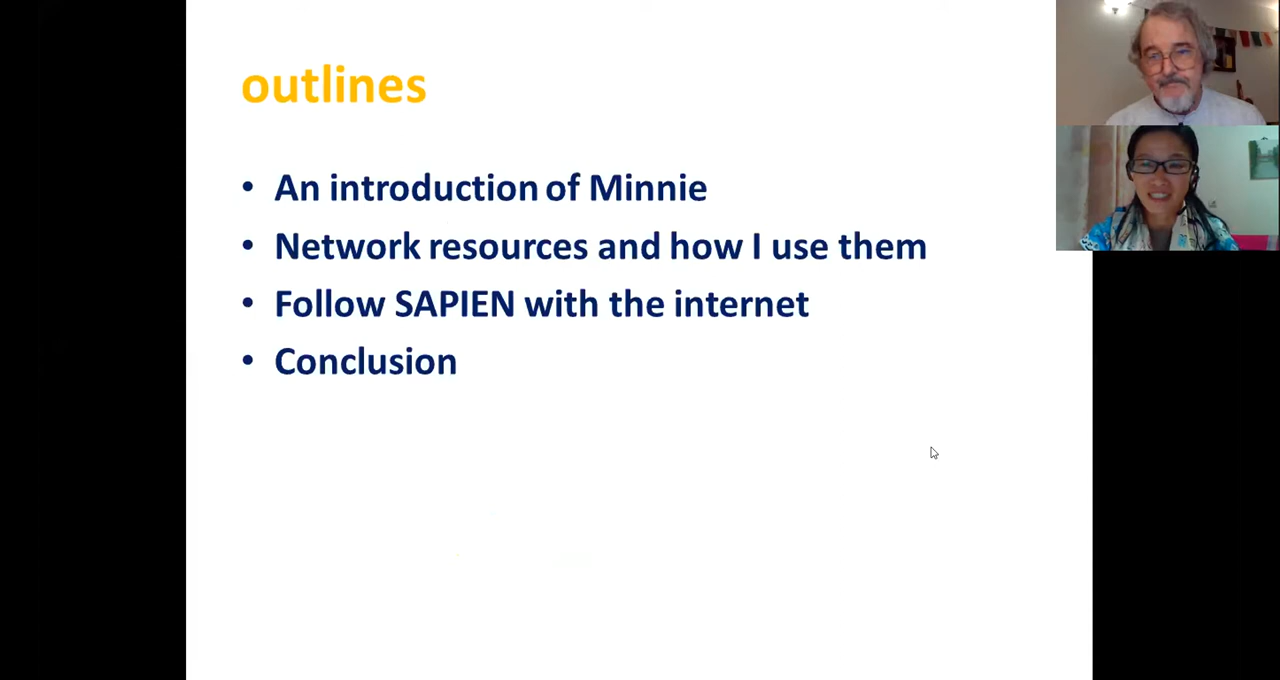 outlines
• An introduction of Minnie
• Network resources and how I use them
• Follow SAPIEN with the internet
• Conclusion